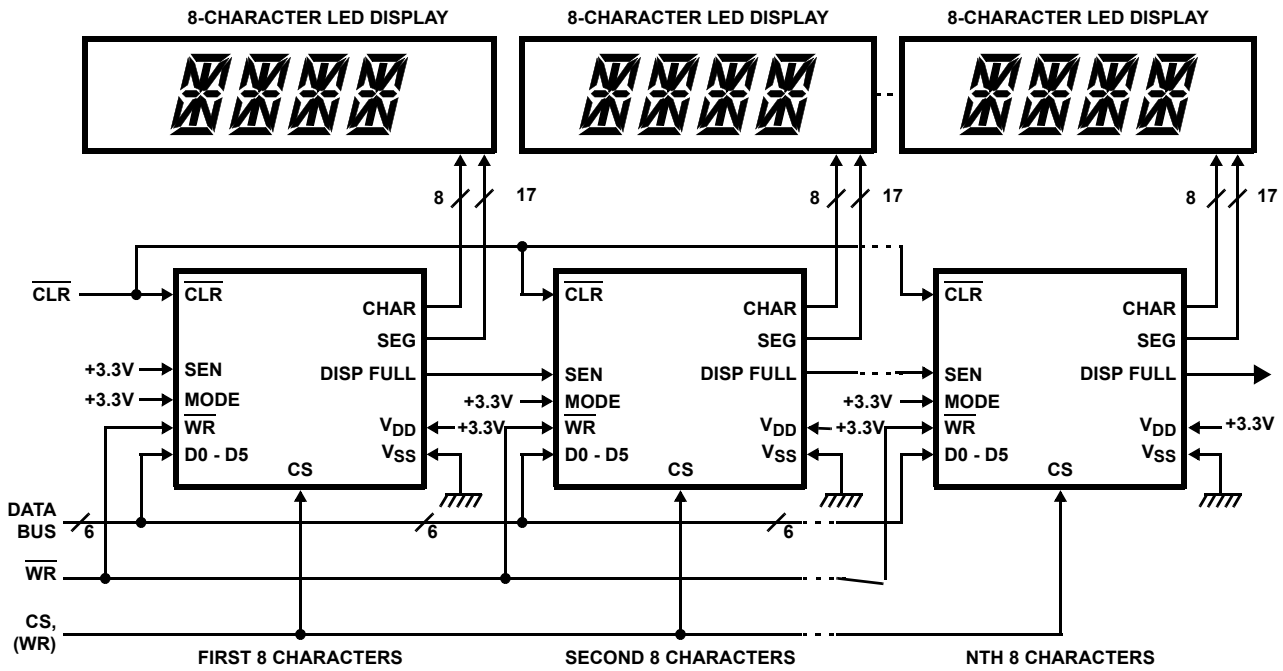 8-CHARACTER LED DISPLAY
8-CHARACTER LED DISPLAY
8-CHARACTER LED DISPLAY
8
17
8
17
8
17
CLR
CLR
CHAR
SEG
+3.3V
SEN
DISP FULL
+3.3V
MODE
WR
VDD
+3.3V
D0 - D5
VSS
CS
CLR
CHAR
SEG
SEN
DISP FULL
+3.3V
MODE
WR
VDD
+3.3V
D0 - D5
VSS
CS
CLR
CHAR
SEG
SEN
DISP FULL
+3.3V
MODE
WR
VDD
+3.3V
D0 - D5
VSS
CS
DATA
BUS
6
6
6
WR
CS,
(WR)
FIRST 8 CHARACTERS
SECOND 8 CHARACTERS
NTH 8 CHARACTERS